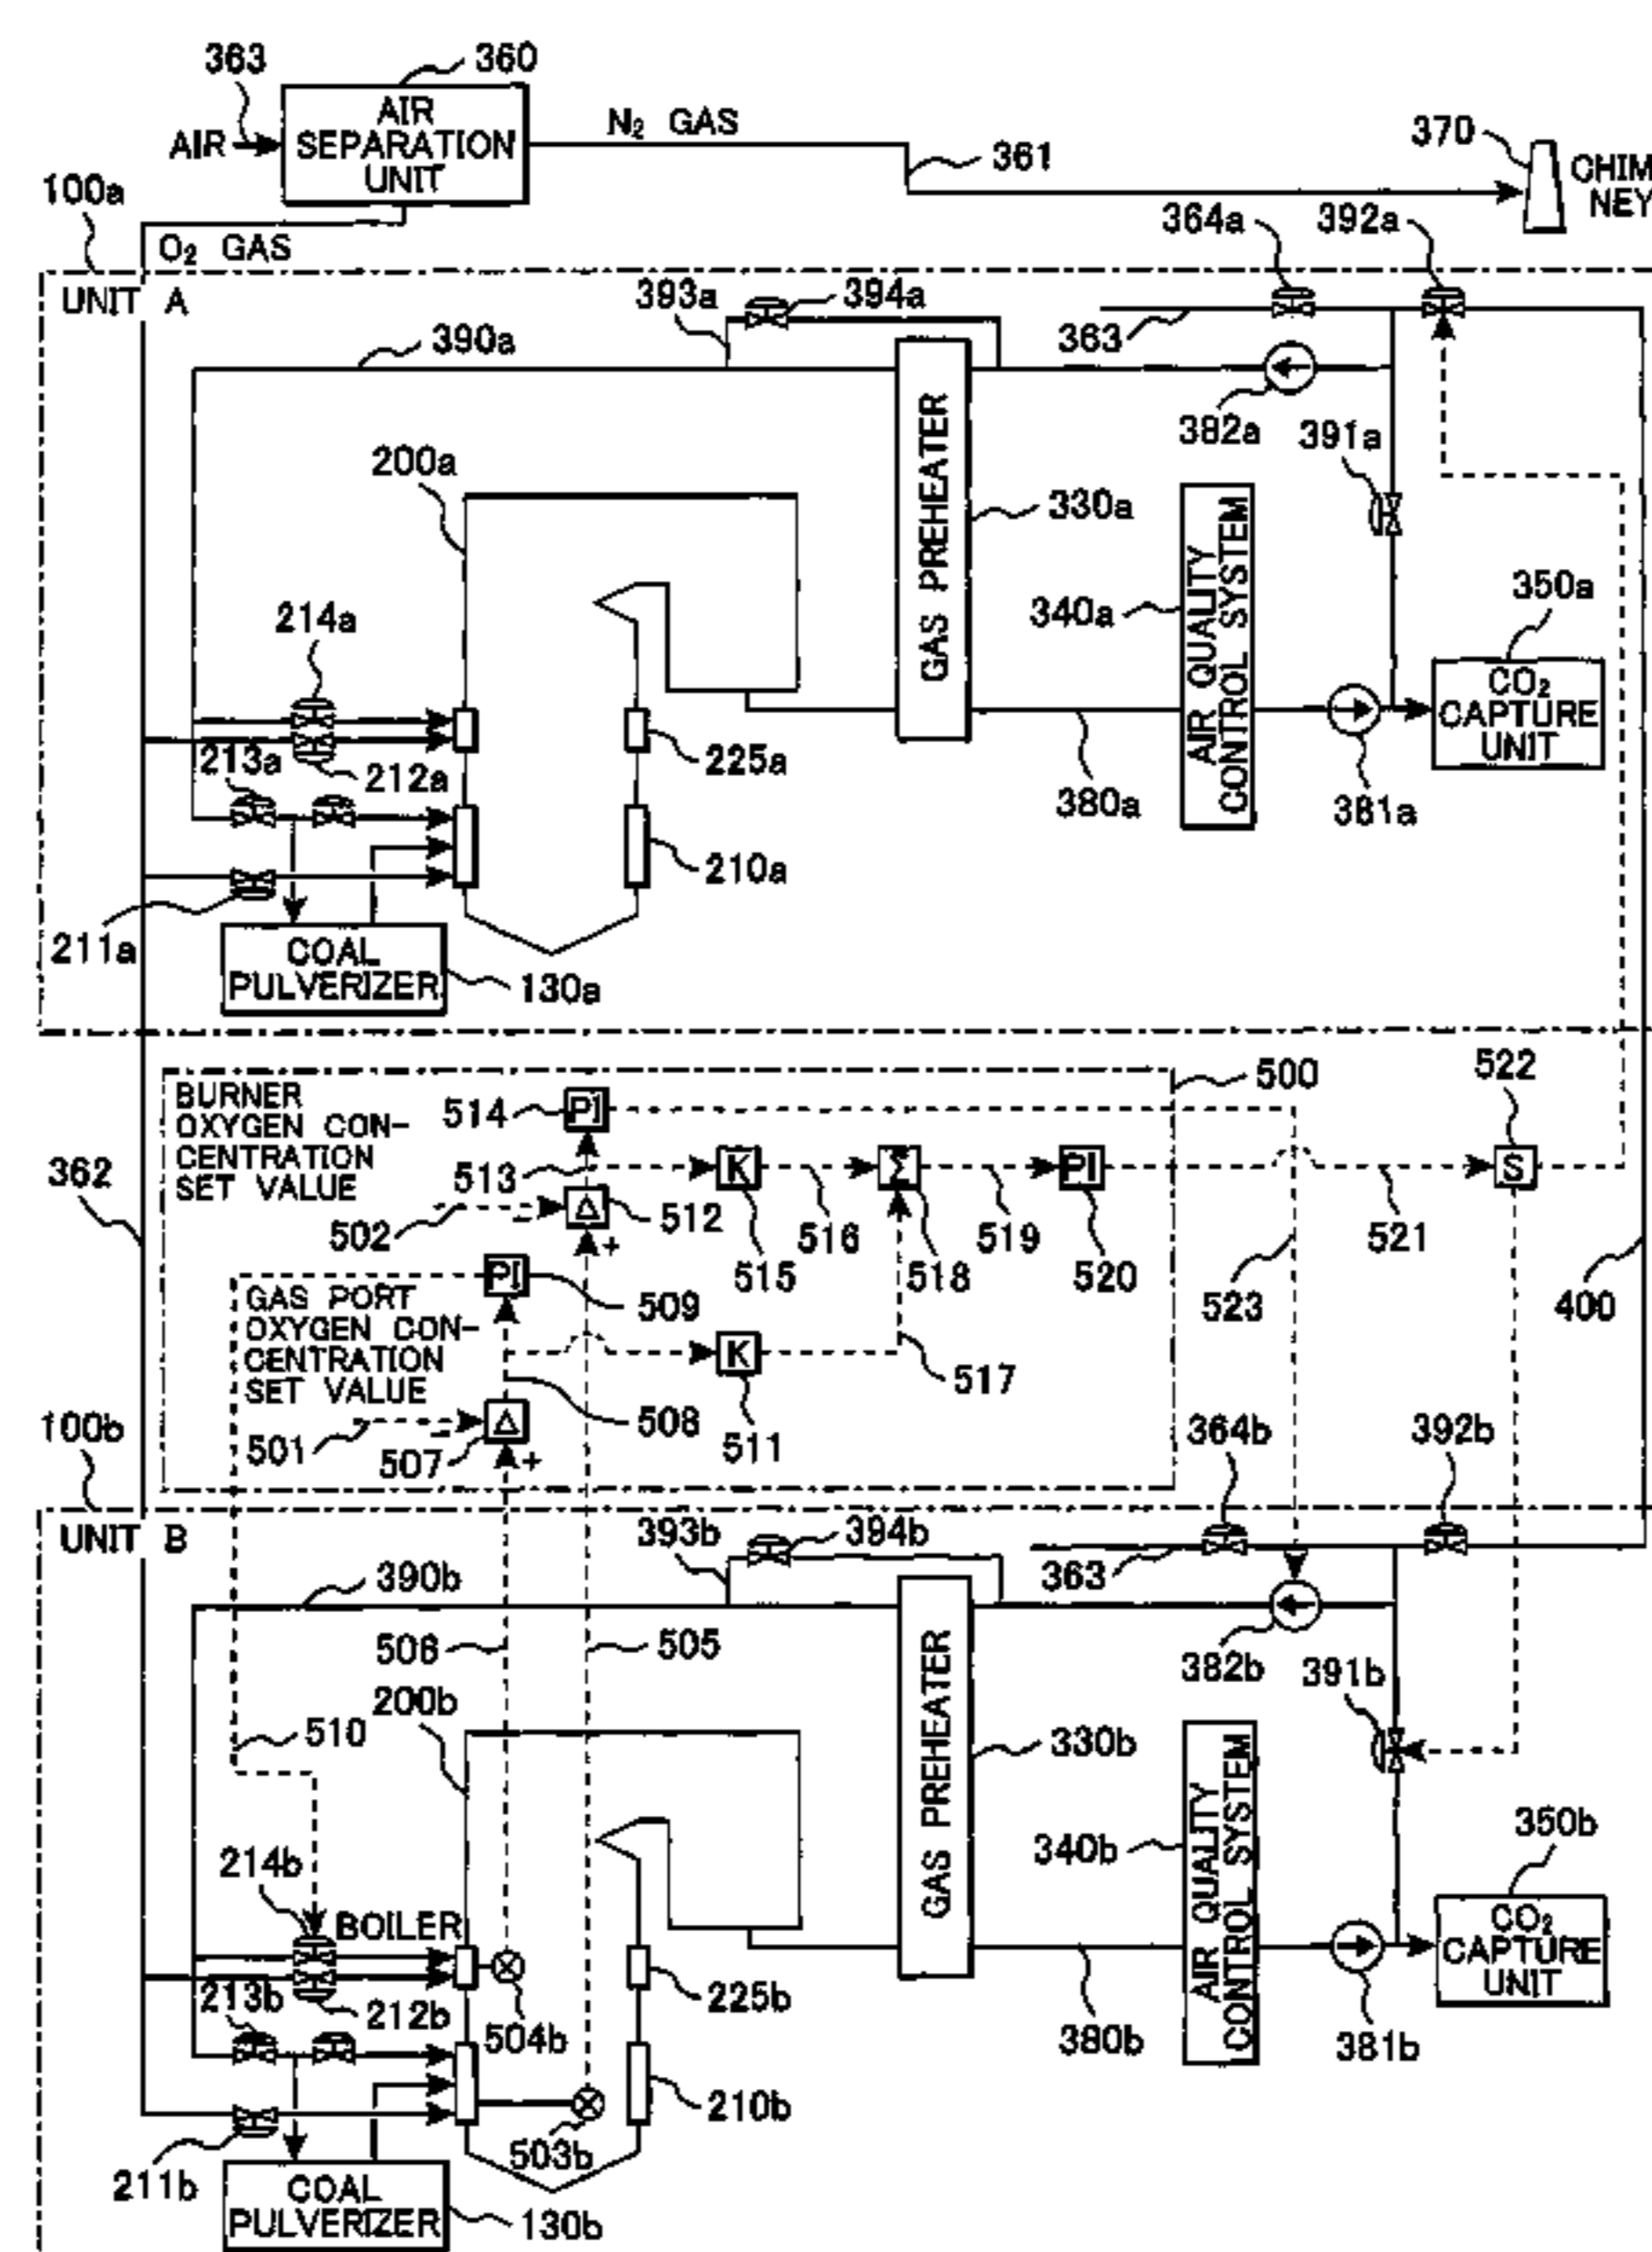 363
360
AIR
AIR
SEPARATION
UNIT
N₂ GAS
361
370
CHIM
NEY
100a
O₂ GAS
364a
392a
UNIT A
393a
394a
363
390a
382a
391a
200a
330a
GAS PREHEATER
340a
AIR QUALITY
CONTROL SYSTEM
350a
CO₂
CAPTURE
UNIT
214a
213a
212a
225a
380a
381a
210a
211a
COAL
PULVERIZER
130a
BURNER
OXYGEN CON-
CENTRATION
SET VALUE
514
PI
500
522
362
513
K
Σ
PI
S
502
Δ
512
516
519
521
+
515
518
520
PI
509
GAS PORT
OXYGEN CON-
CENTRATION
SET VALUE
523
400
K
517
508
100b
501
Δ
507
+
511
364b
392b
UNIT B
393b
394b
363
390b
506
505
382b
391b
200b
510
330b
GAS PREHEATER
340b
AIR QUALITY
CONTROL SYSTEM
350b
CO₂
CAPTURE
UNIT
214b
BOILER
213b
212b
504b
225b
380b
381b
210b
503b
211b
COAL
PULVERIZER
130b